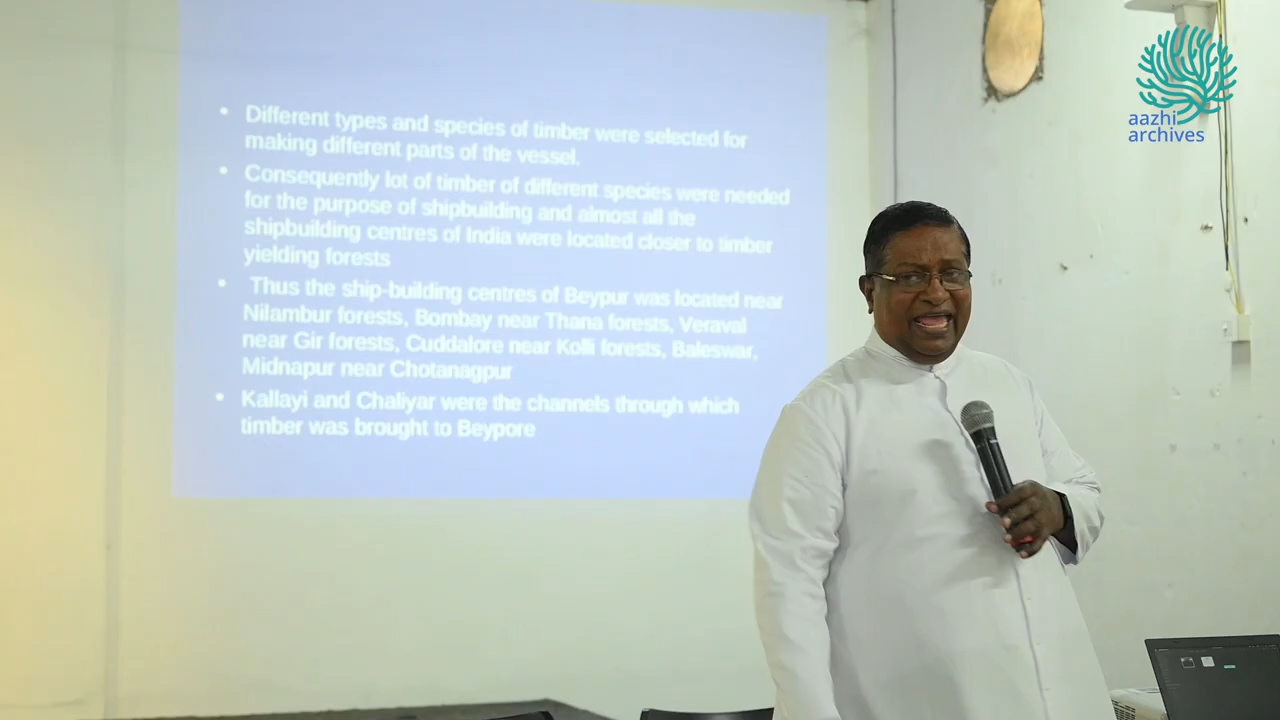 Different types and species of timber were selected for
making different parts of the vessel.
Consequently lot of timber of different species were needed
for the purpose of shipbuilding and almost all the
shipbuilding centres of India were located closer to timber
yielding forests
Thus the ship-building centres of Beypur was located near
Nilambur forests, Bombay near Thana forests, Veraval
near Gir forests, Cuddalore near Kolli forests, Baleswar,
Midnapur near Chotanagpur
Kallayi and Chaliyar were the channels through which
timber was brought to Beypore
aazhi
archives